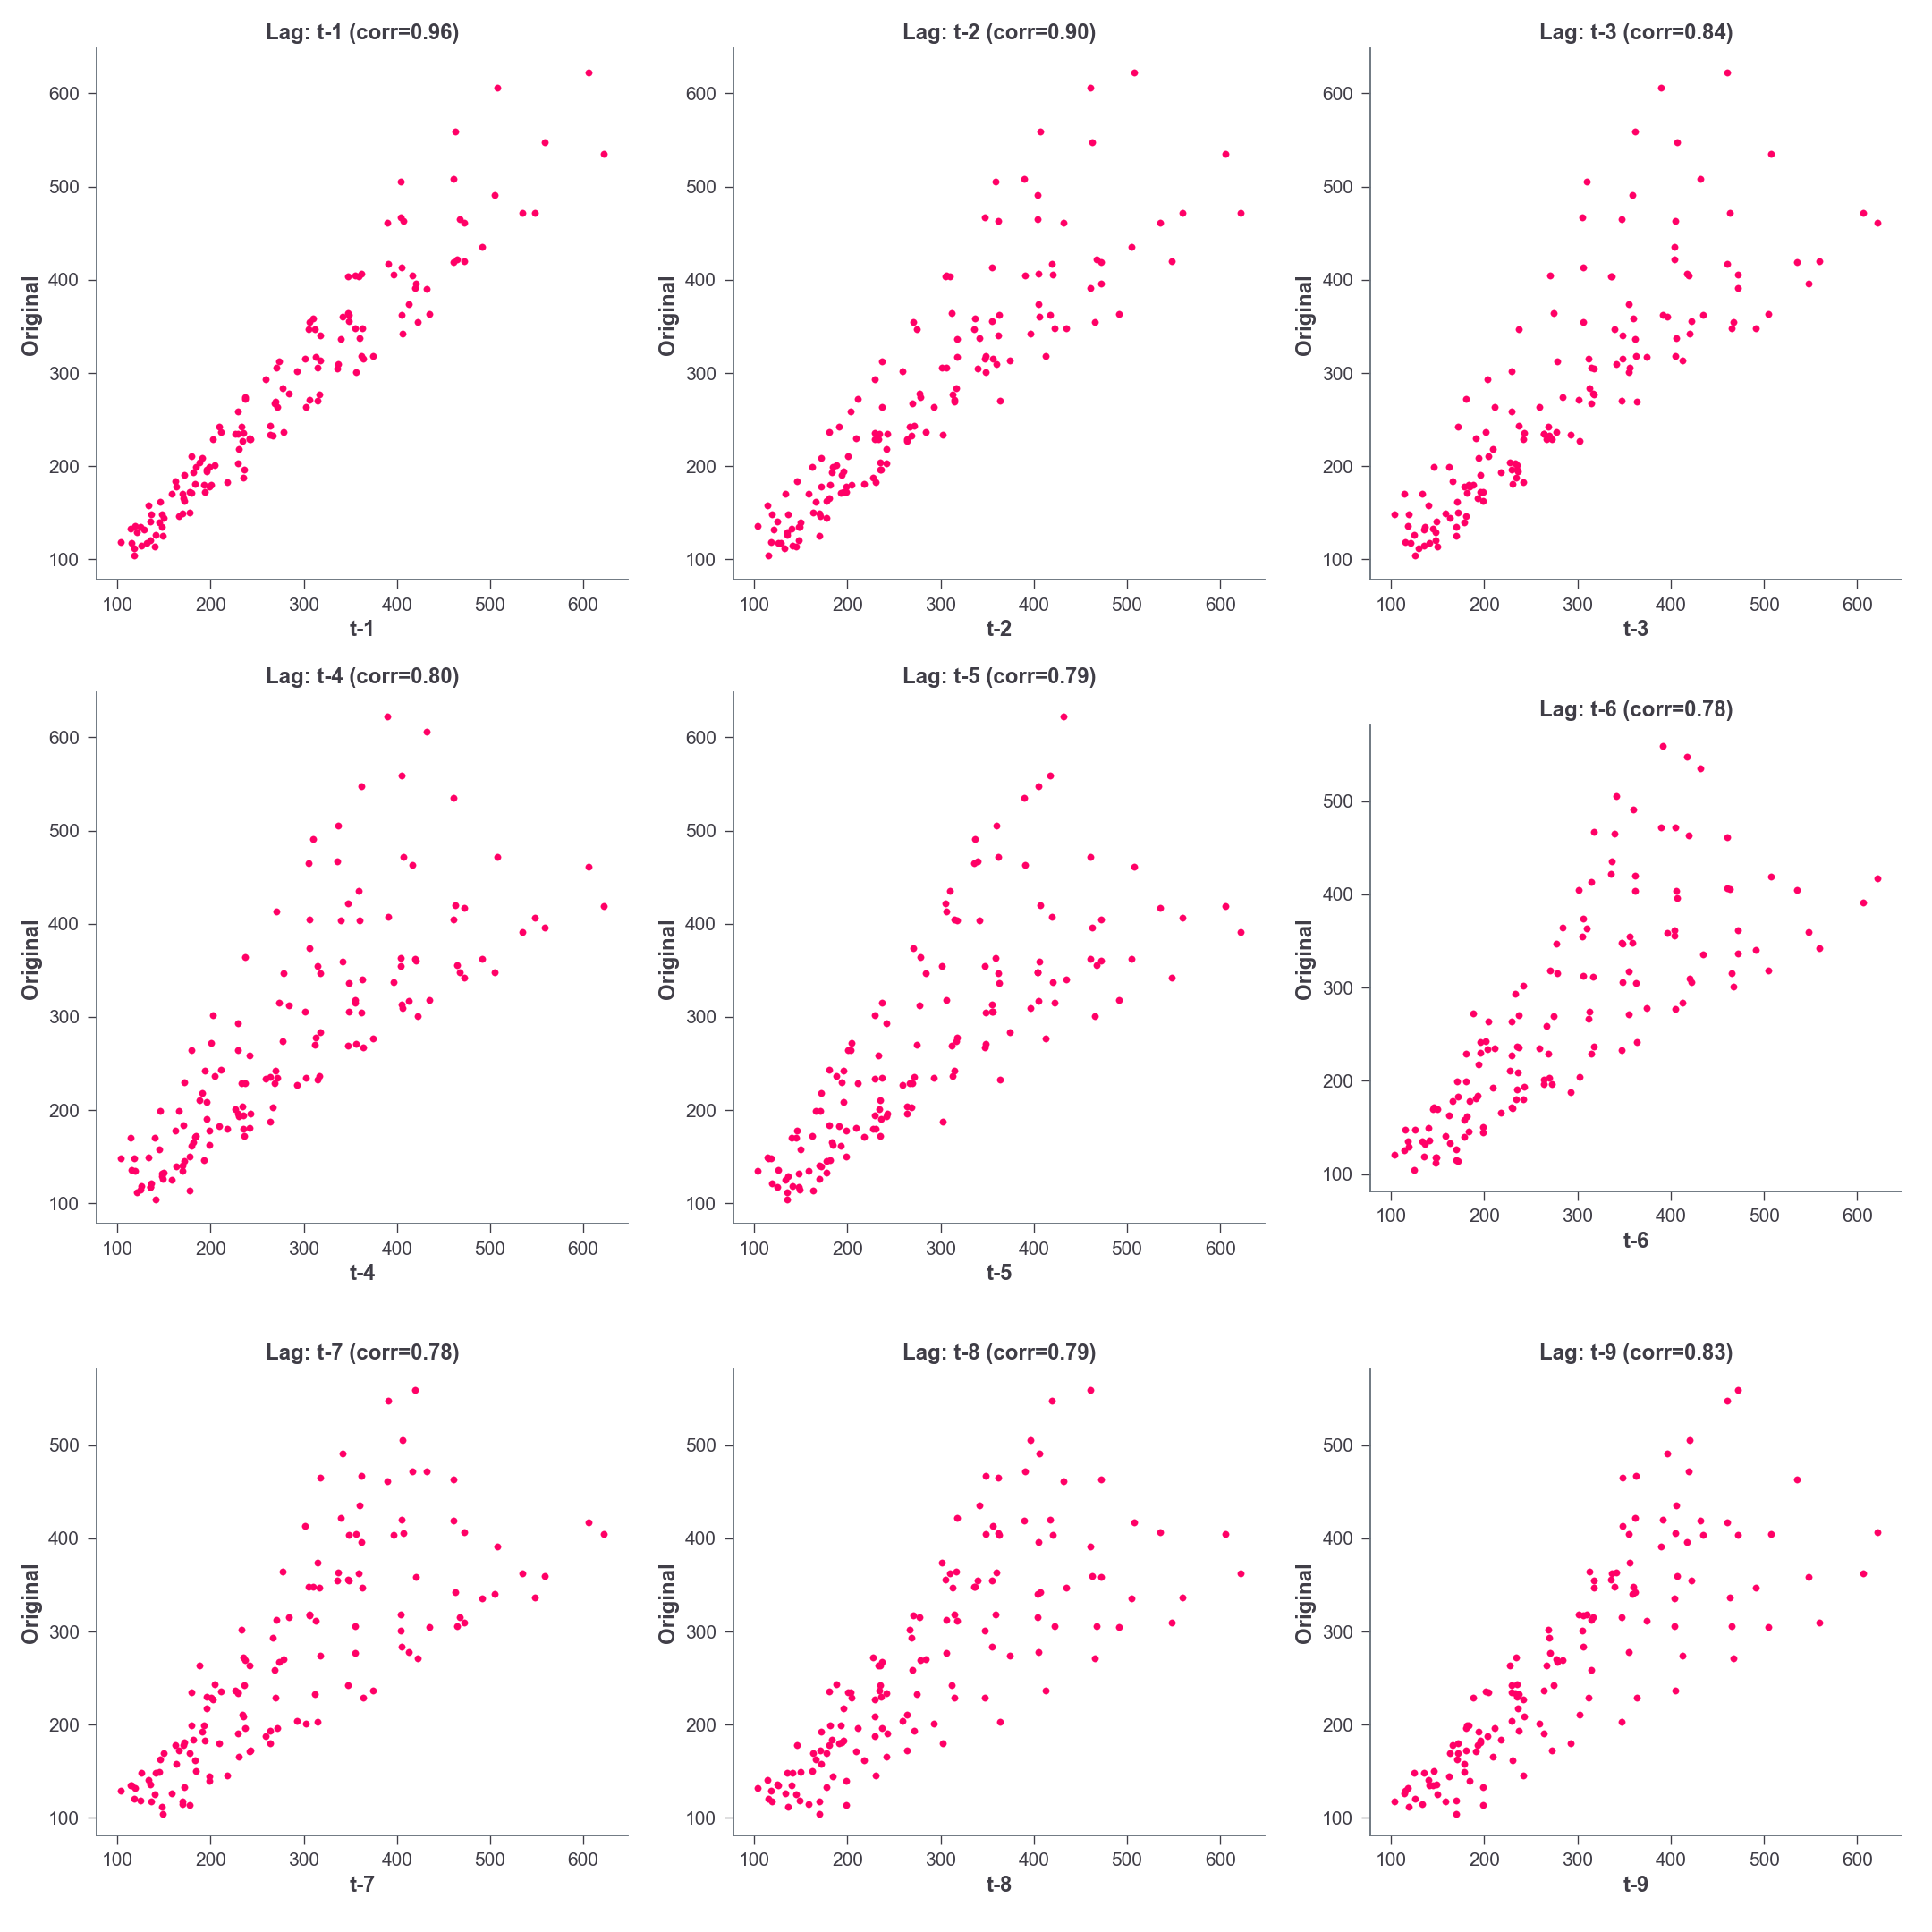 Lag: t-1 (corr=0.96)
Lag: t-2 (corr=0.90)
Lag: t-3 (corr=0.84)
600
500
400
300
200
100
Original
100 200 300 400 500 600
t-1
600
500
400
300
200
100
Original
100 200 300 400 500 600
t-2
600
500
400
300
200
100
Original
100 200 300 400 500 600
t-3
Lag: t-4 (corr=0.80)
Lag: t-5 (corr=0.79)
Lag: t-6 (corr=0.78)
600
500
400
300
200
100
Original
100 200 300 400 500 600
t-4
600
500
400
300
200
100
Original
100 200 300 400 500 600
t-5
500
400
300
200
100
Original
100 200 300 400 500 600
t-6
Lag: t-7 (corr=0.78)
Lag: t-8 (corr=0.79)
Lag: t-9 (corr=0.83)
500
400
300
200
100
Original
100 200 300 400 500 600
t-7
500
400
300
200
100
Original
100 200 300 400 500 600
t-8
500
400
300
200
100
Original
100 200 300 400 500 600
t-9